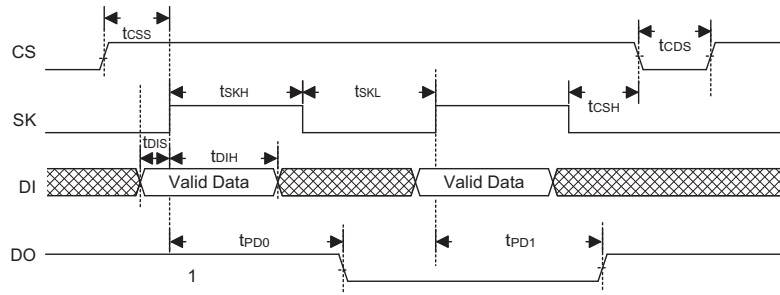 tCSS
tCDS
CS
tSKH
tSKL
tCSH
SK
tDIS
tDIH
DI
Valid Data
Valid Data
tPD0
tPD1
DO
1